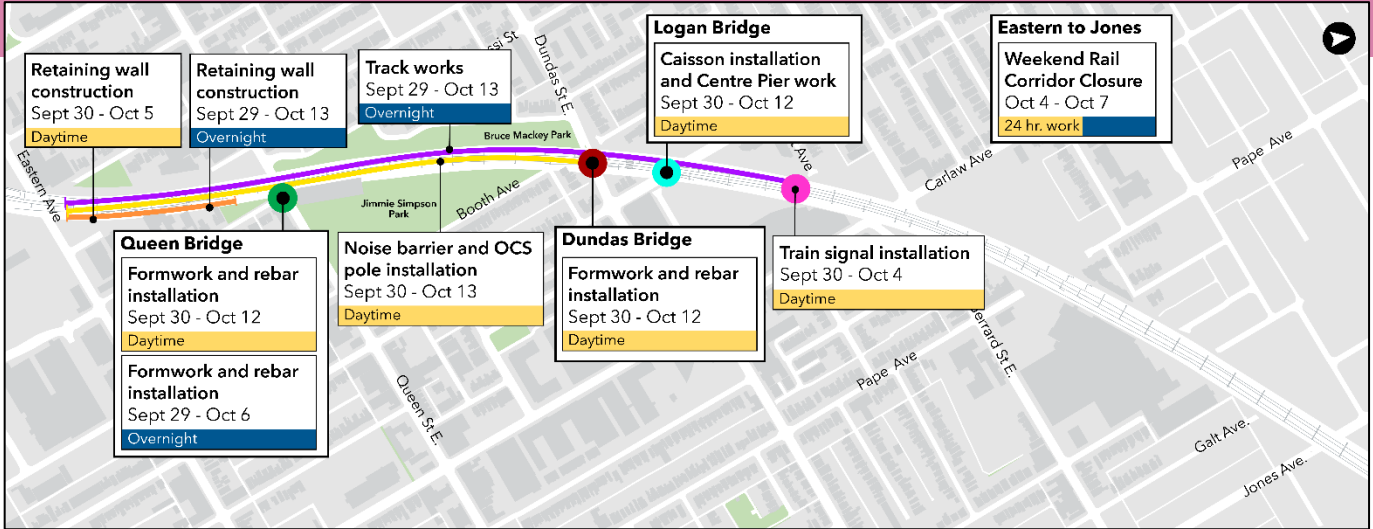 Retaining wall
construction
Sept 30 - Oct 5
Daytime
Retaining wall
construction
Sept 29 - Oct 13
Overnight
Track works
Sept 29 - Oct 13
Overnight
ssi St
Dundas St E.
Logan Bridge
Caisson installation
and Centre Pier work
Sept 30 - Oct 12
Daytime
Eastern to Jones
Weekend Rail
Corridor Closure
Oct 4 - Oct 7
24 hr. work
Eastern Ave
Bruce Mackey Park
Jimmie Simpson
Park
Booth Ave
t Ave
Carlaw Ave
Pape Ave
Queen Bridge
Formwork and rebar
installation
Sept 30 - Oct 12
Daytime
Formwork and rebar
installation
Sept 29 - Oct 6
Overnight
Noise barrier and OCS
pole installation
Sept 30 - Oct 13
Daytime
Dundas Bridge
Formwork and rebar
installation
Sept 30 - Oct 12
Daytime
Train signal installation
Sept 30 - Oct 4
Daytime
Queen St E.
Pape Ave
errard St E.
Galt Ave.
Jones Ave.